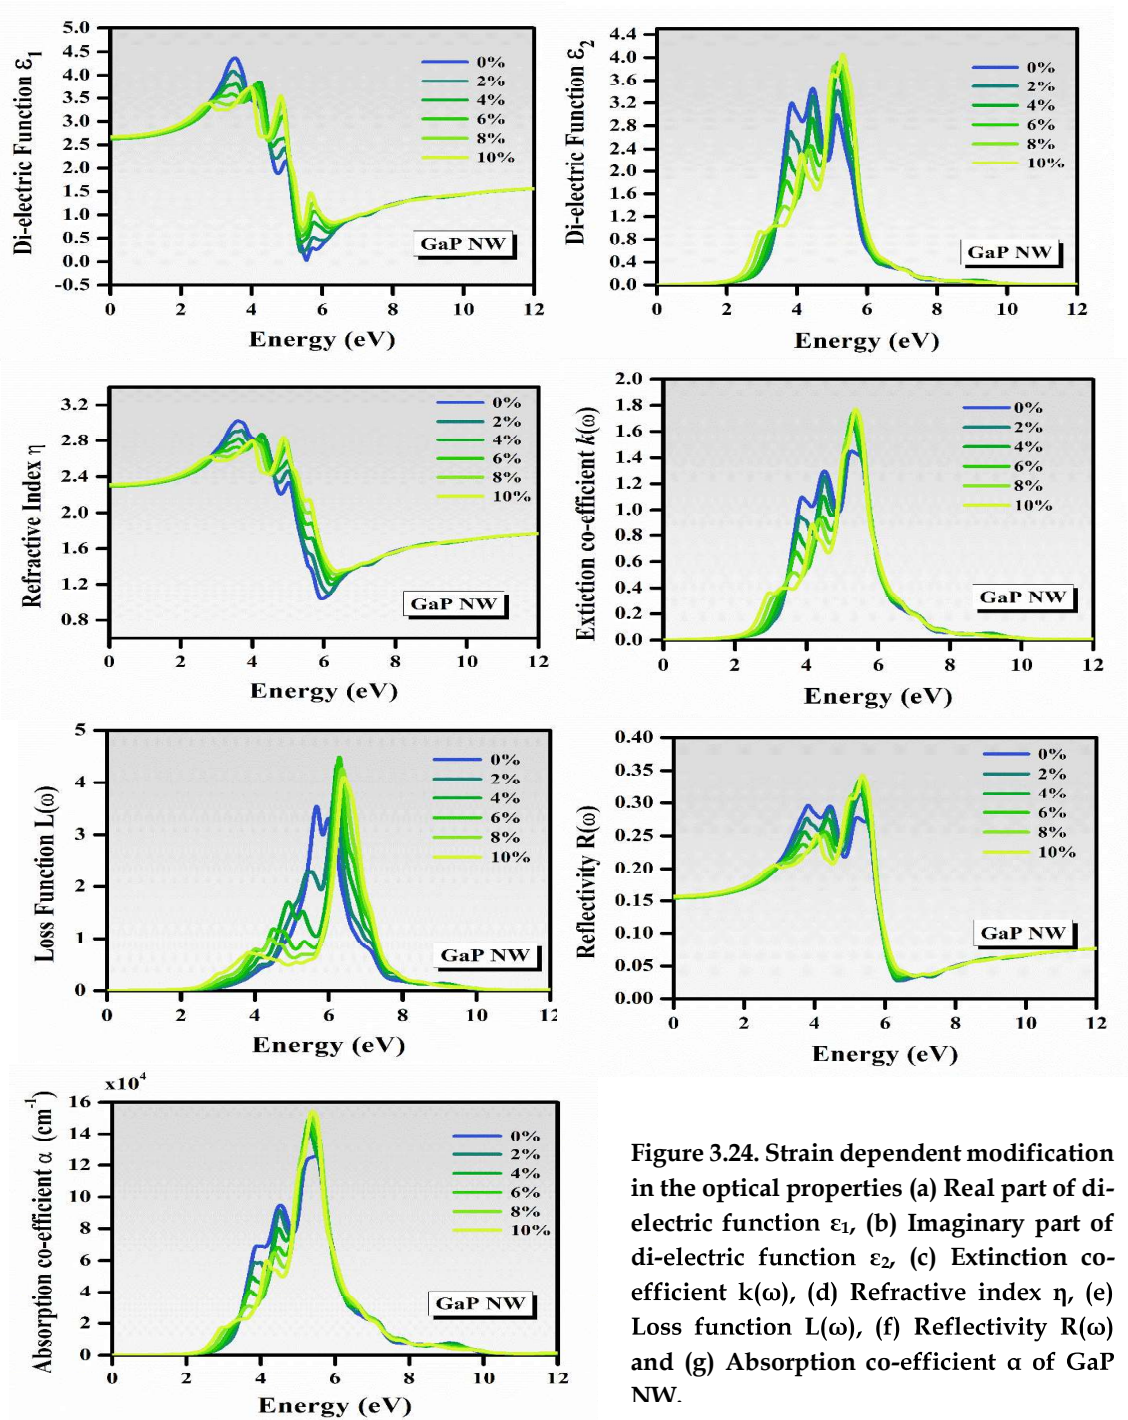 Di-electric Function ε1
5.0
4.5
4.0
3.5
3.0
2.5
2.0
1.5
1.0
0.5
0.0
-0.5
0%
2%
4%
6%
8%
10%
GaP NW
0 2 4 6 8 10 12
Energy (eV)
Di-electric Function ε2
4.4
4.0
3.6
3.2
2.8
2.4
2.0
1.6
1.2
0.8
0.4
0.0
0%
2%
4%
6%
8%
10%
GaP NW
0 2 4 6 8 10 12
Energy (eV)
Refractive Index η
3.2
2.8
2.4
2.0
1.6
1.2
0.8
0%
2%
4%
6%
8%
10%
GaP NW
0 2 4 6 8 10 12
Energy (eV)
Extiction co-efficient k(ω)
2.0
1.8
1.6
1.4
1.2
1.0
0.8
0.6
0.4
0.2
0.0
0%
2%
4%
6%
8%
10%
GaP NW
0 2 4 6 8 10 12
Energy (eV)
Loss Function L(ω)
5
4
3
2
1
0
0%
2%
4%
6%
8%
10%
GaP NW
0 2 4 6 8 10 12
Energy (eV)
Reflectivity R(ω)
0.40
0.35
0.30
0.25
0.20
0.15
0.10
0.05
0.00
0%
2%
4%
6%
8%
10%
GaP NW
0 2 4 6 8 10 12
Energy (eV)
Absorption co-efficient α (cm-1)
x10^4
16
14
12
10
8
6
4
2
0
0%
2%
4%
6%
8%
10%
GaP NW
0 2 4 6 8 10 12
Energy (eV)
Figure 3.24. Strain dependent modification
in the optical properties (a) Real part of di-
electric function ε1, (b) Imaginary part of
di-electric function ε2, (c) Extinction co-
efficient k(ω), (d) Refractive index η, (e)
Loss function L(ω), (f) Reflectivity R(ω)
and (g) Absorption co-efficient α of GaP
NW.